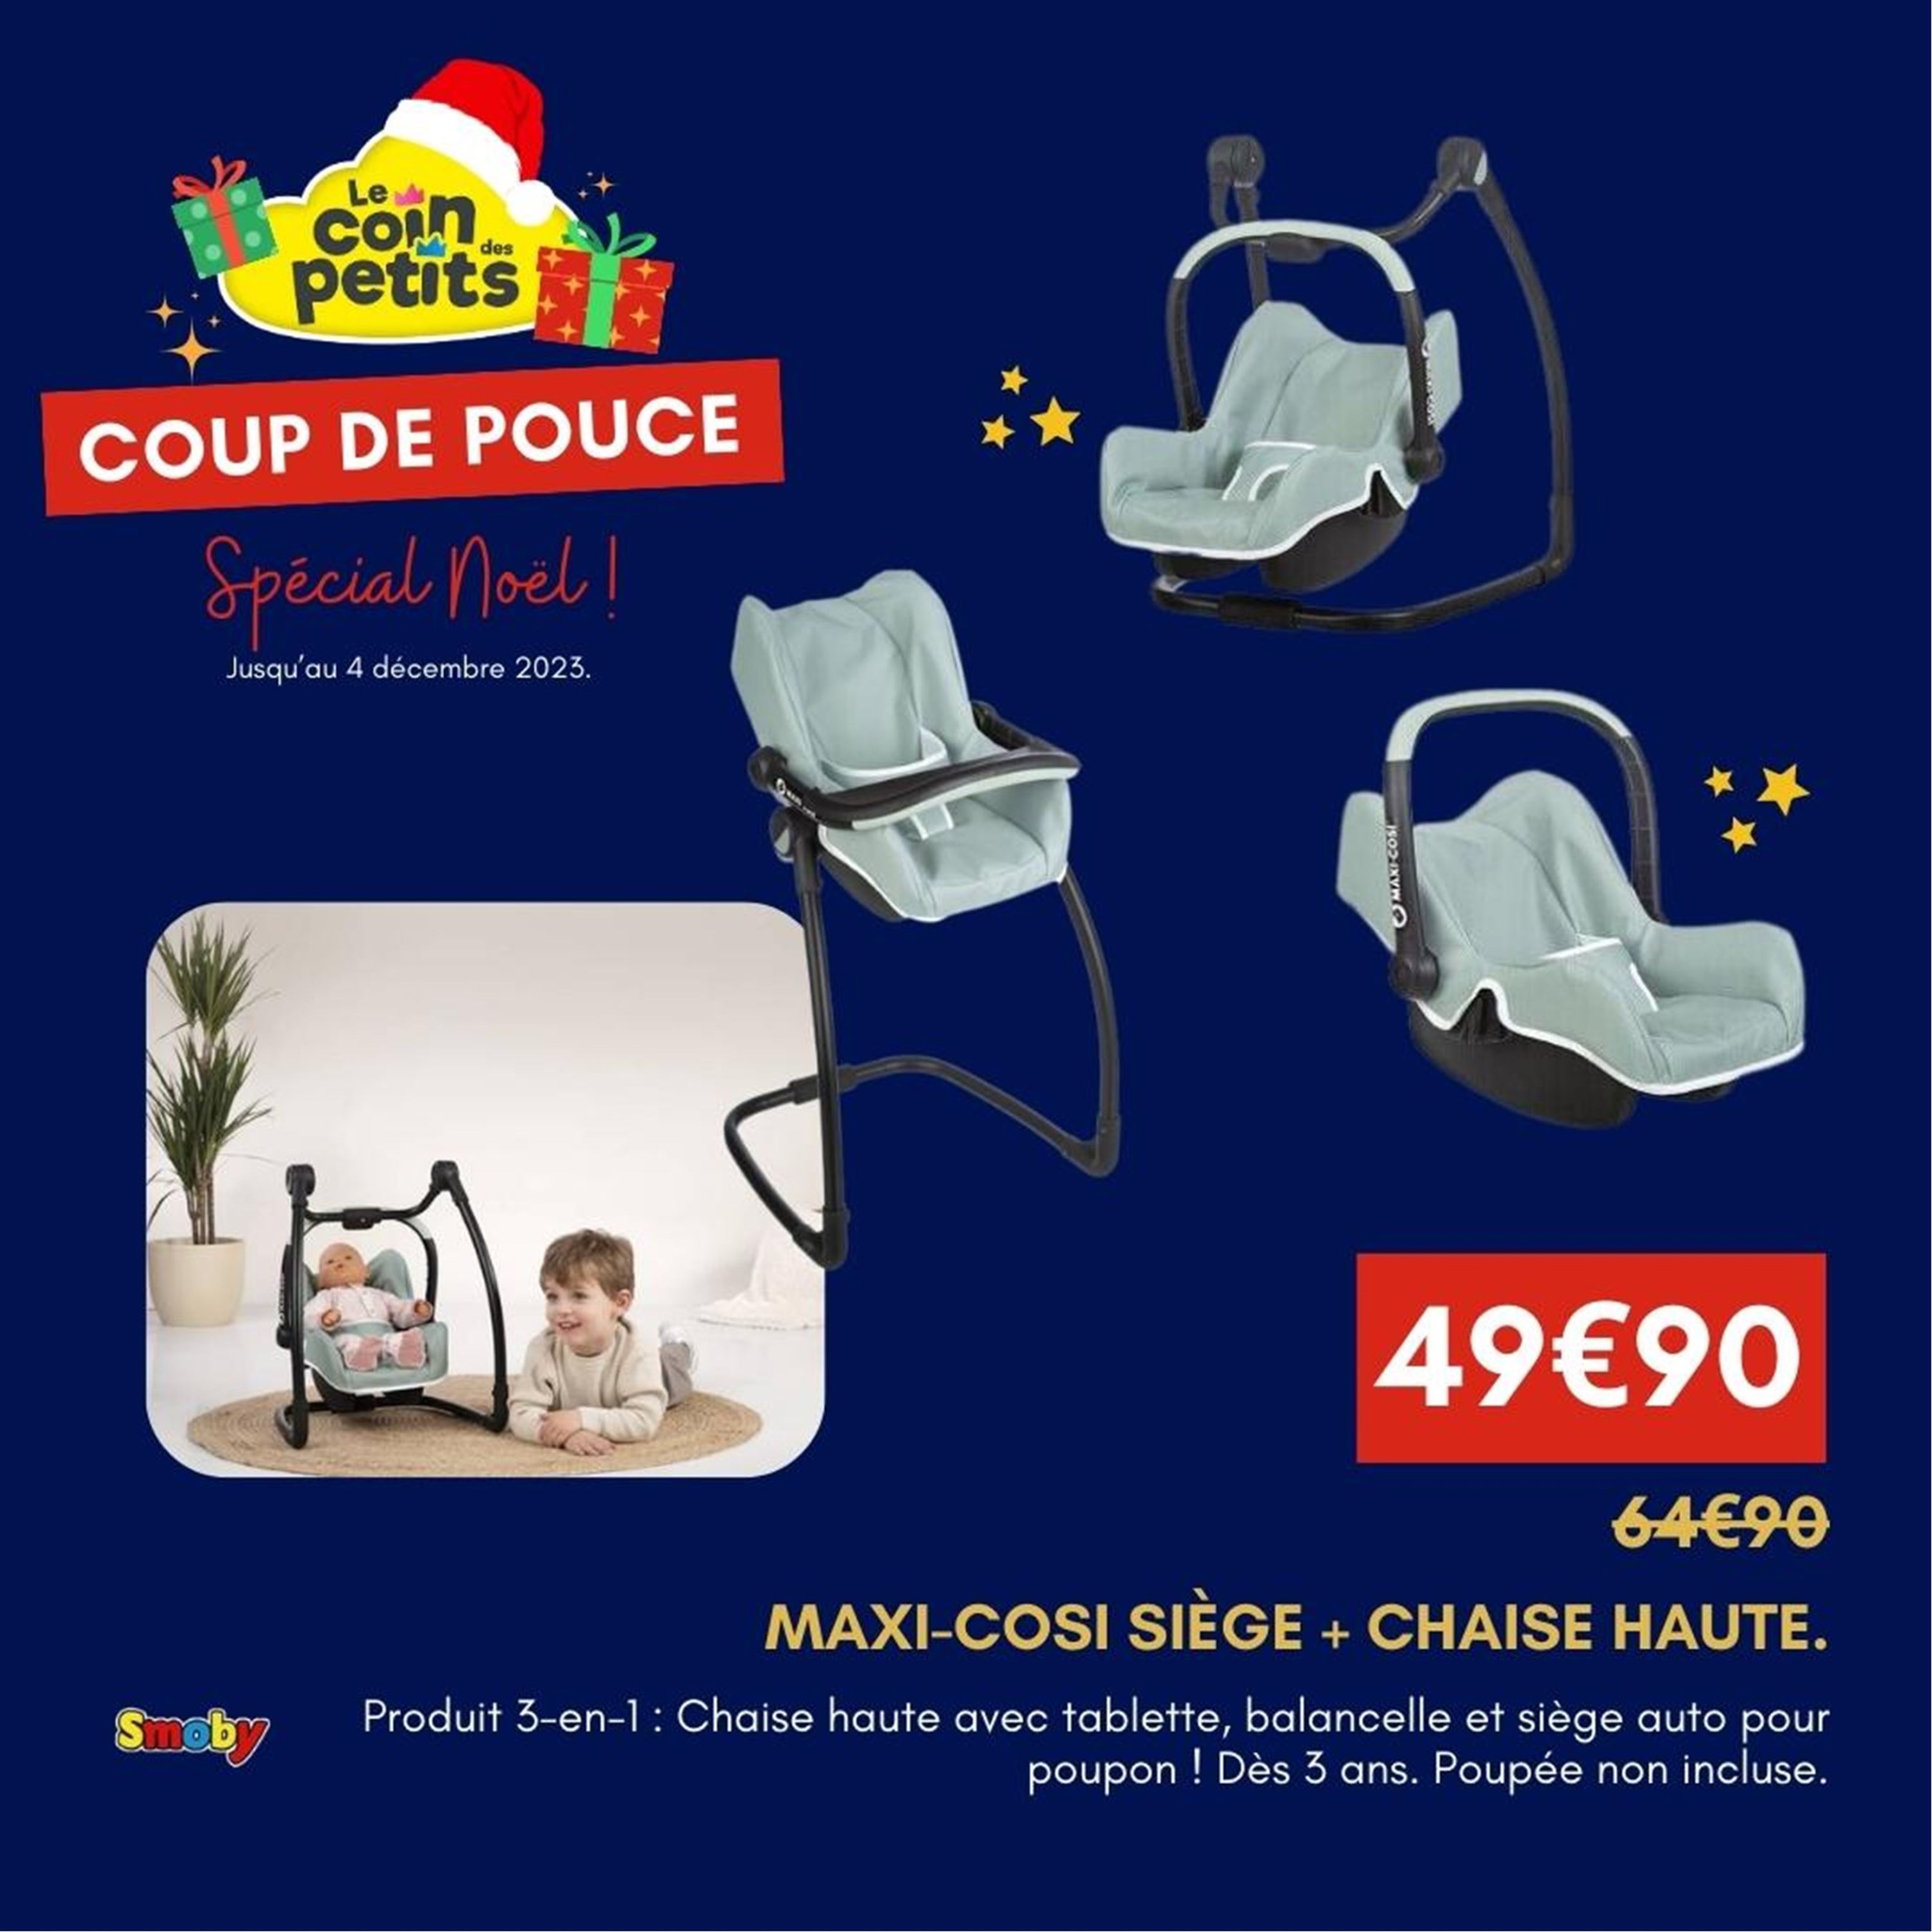 Le
coin
des
petits
COUP DE POUCE
Spécial Noël !
Jusqu'au 4 décembre 2023.
MAXI-COSI
49€90
64€90
MAXI-COSI SIÈGE + CHAISE HAUTE.
Smoby
Produit 3-en-1 : Chaise haute avec tablette, balancelle et siège auto pour
poupon ! Dès 3 ans. Poupée non incluse.